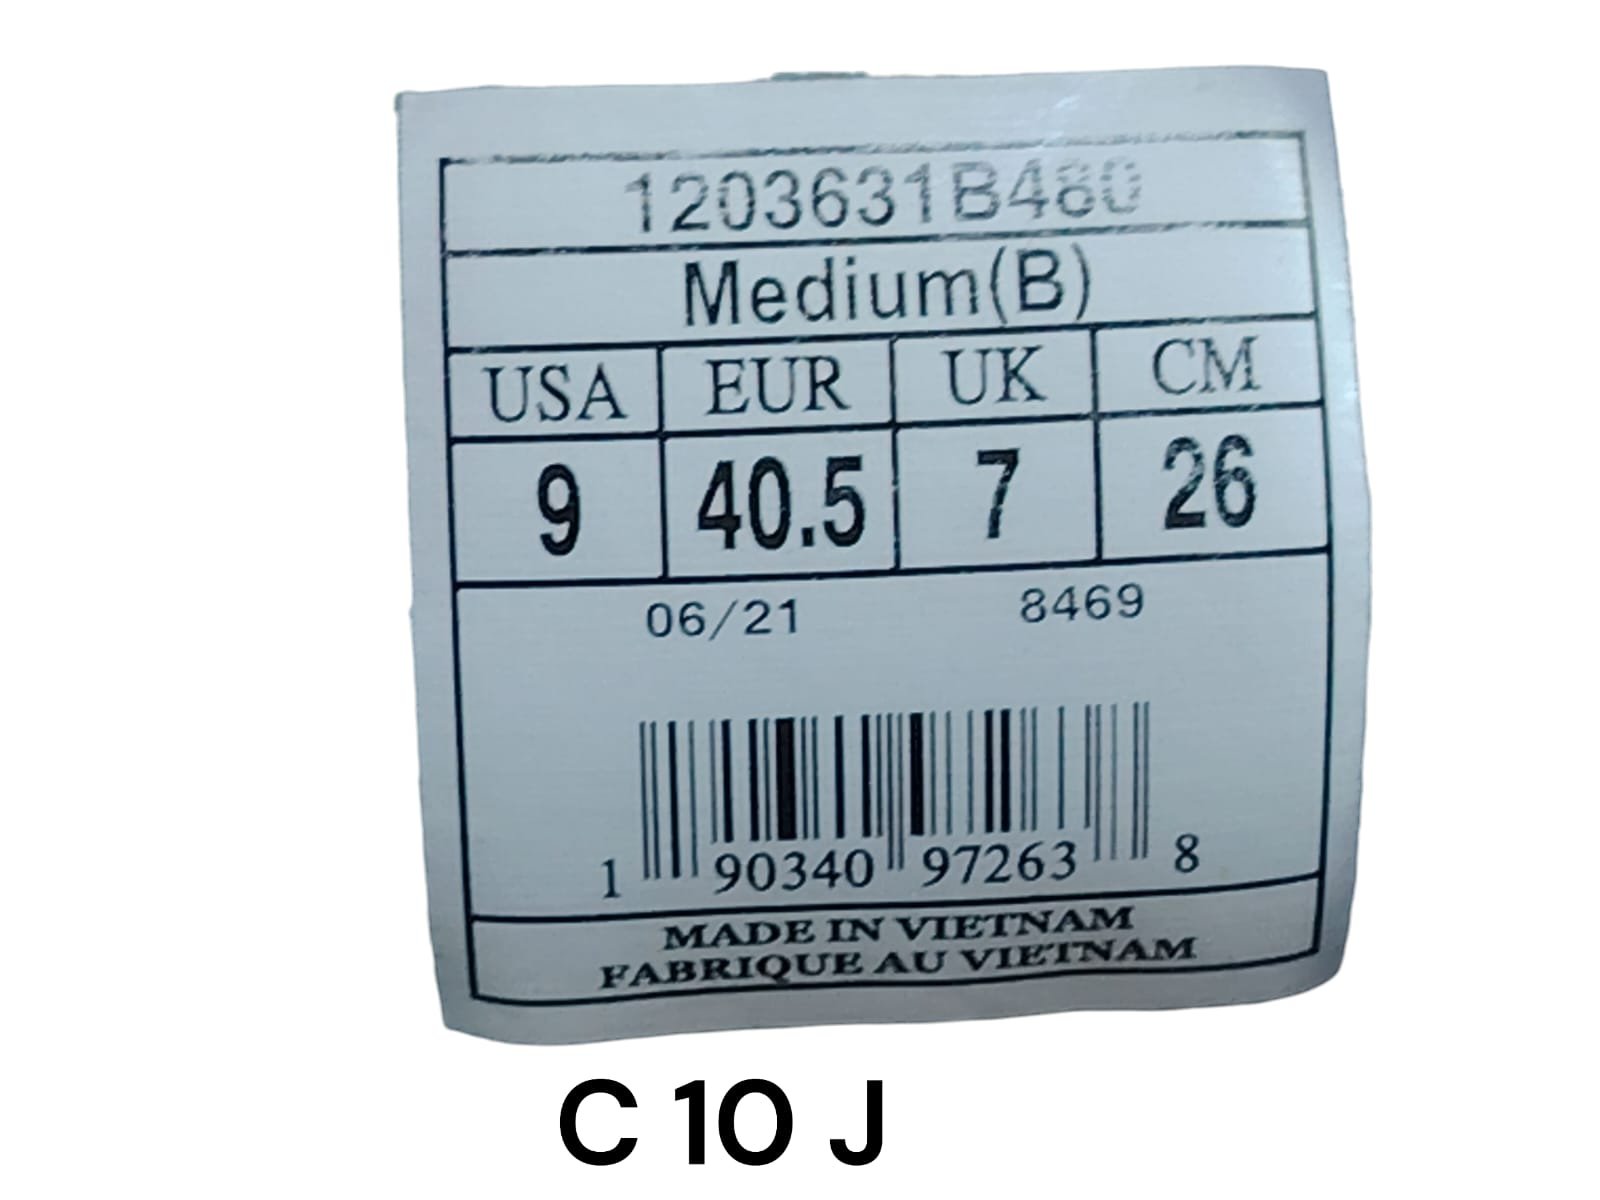 1203631B480
Medium(B)
USA EUR UK CM
9 40.5 7 26
06/21 8469
1 90340 97263 8
MADE IN VIETNAM
FABRIQUE AU VIETNAM
C 10 J